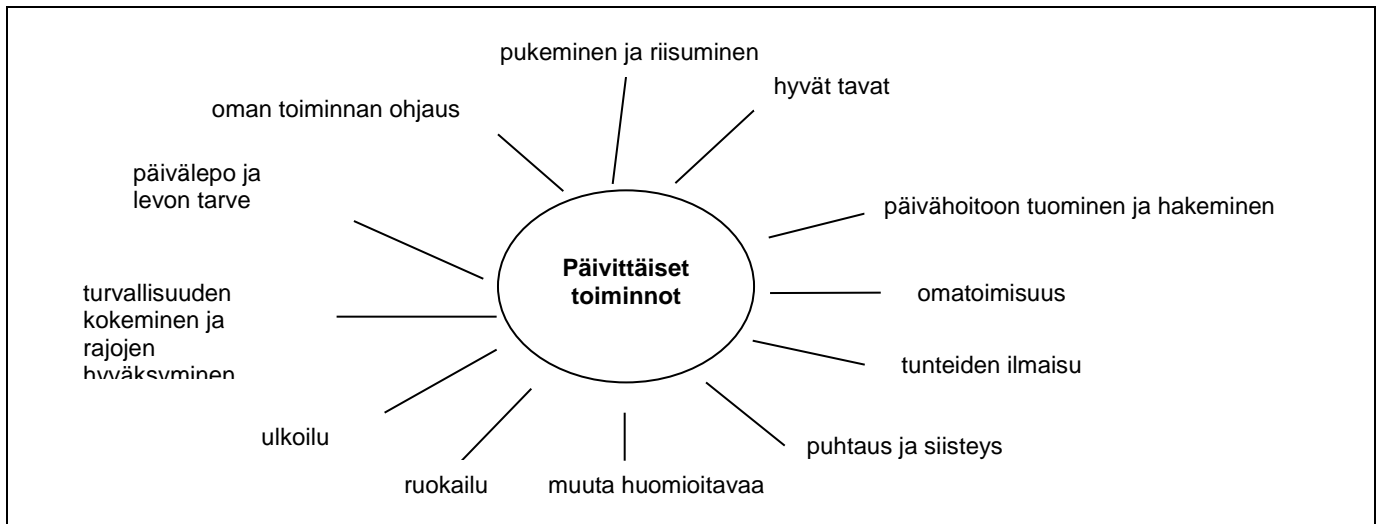 pukeminen ja riisuminen
hyvät tavat
oman toiminnan ohjaus
päivälepo ja
levon tarve
päivähoitoon tuominen ja hakeminen
Päivittäiset
toiminnot
turvallisuuden
kokeminen ja
rajojen
hyväksyminen
omatoimisuus
tunteiden ilmaisu
ulkoilu
puhtaus ja siisteys
ruokailu
muuta huomioitavaa